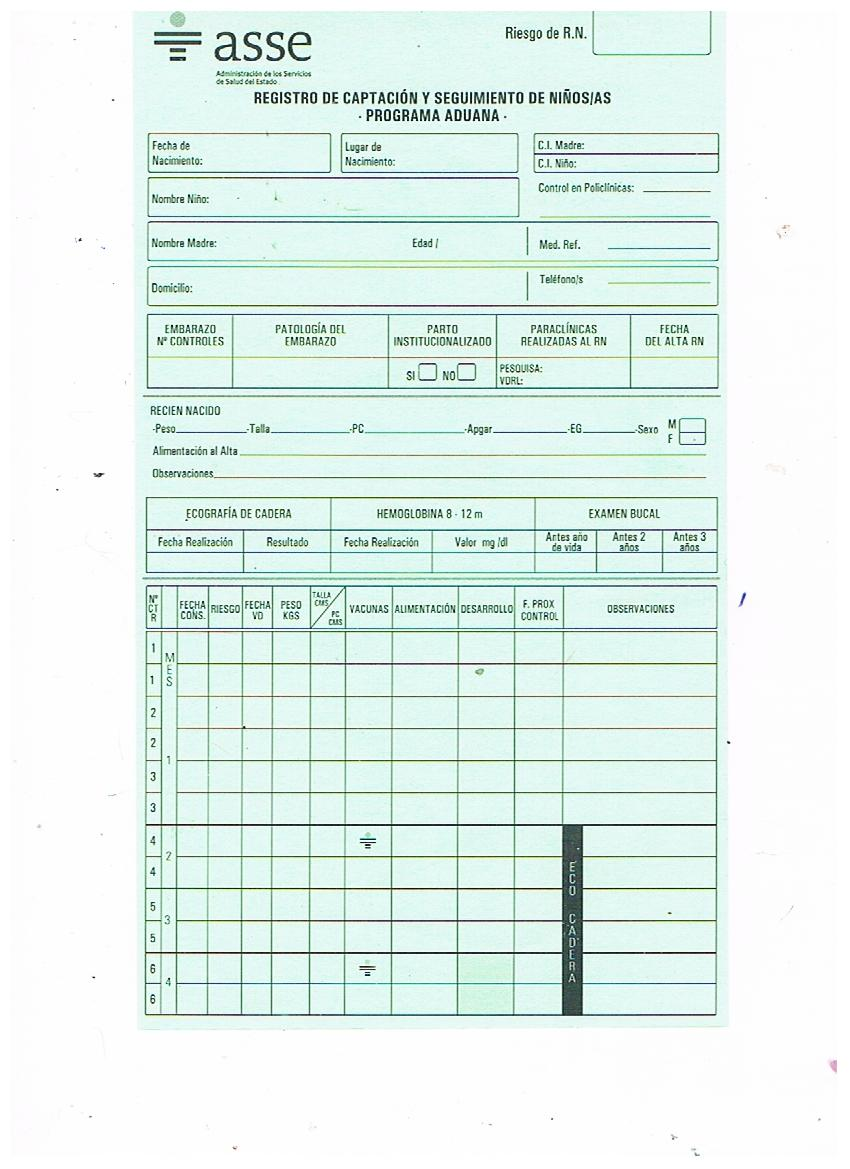 asse
Riesgo de R.N.
Administración de los Servicios
de Salud del Estado
REGISTRO DE CAPTACIÓN Y SEGUIMIENTO DE NIÑOS/AS
- PROGRAMA ADUANA -
Fecha de
Nacimiento:
Lugar de
Nacimiento:
C.I. Madre:
C.I. Niño:
Nombre Niño:
Control en Policlínicas:
Nombre Madre: Edad / Med. Ref.
Domicilio: Teléfono/s
EMBARAZO
Nº CONTROLES
PATOLOGÍA DEL
EMBARAZO
PARTO
INSTITUCIONALIZADO
PARACLÍNICAS
REALIZADAS AL RN
FECHA
DEL ALTA RN
SI NO
PESQUISA:
VDRL:
RECIEN NACIDO
-Peso -Talla -PC -Apgar -EG -Sexo M
F
Alimentación al Alta
Observaciones
ECOGRAFÍA DE CADERA HEMOGLOBINA 8 - 12 m EXAMEN BUCAL
Fecha Realización Resultado Fecha Realización Valor mg /dl
Antes año
de vida
Antes 2
años
Antes 3
años
Nº
CT
R
FECHA
CONS.
RIESGO
FECHA
VD
PESO
KGS
TALLA
CMS
PC
CMS
VACUNAS
ALIMENTACIÓN
DESARROLLO
F. PROX
CONTROL
OBSERVACIONES
1
1
2
2
3
3
MES
1
4
4
2
5
5
3
6
6
4
ECO CADERA